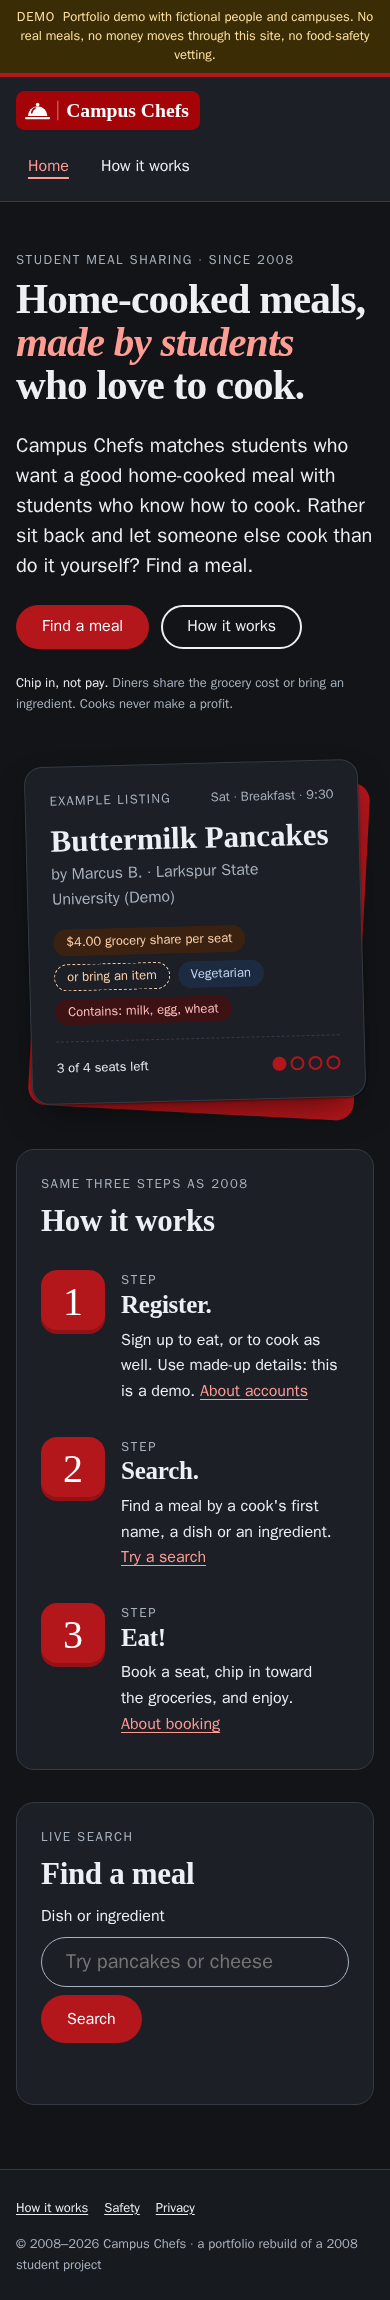 DEMO Portfolio demo with fictional people and campuses. No
real meals, no money moves through this site, no food-safety
vetting.
Campus Chefs
Home How it works
STUDENT MEAL SHARING · SINCE 2008
Home-cooked meals,
made by students
who love to cook.
Campus Chefs matches students who
want a good home-cooked meal with
students who know how to cook. Rather
sit back and let someone else cook than
do it yourself? Find a meal.
Find a meal How it works
Chip in, not pay. Diners share the grocery cost or bring an
ingredient. Cooks never make a profit.
EXAMPLE LISTING Sat · Breakfast · 9:30
Buttermilk Pancakes
by Marcus B. · Larkspur State
University (Demo)
$4.00 grocery share per seat
or bring an item Vegetarian
Contains: milk, egg, wheat
3 of 4 seats left
SAME THREE STEPS AS 2008
How it works
1 STEP
Register.
Sign up to eat, or to cook as
well. Use made-up details: this
is a demo. About accounts
2 STEP
Search.
Find a meal by a cook's first
name, a dish or an ingredient.
Try a search
3 STEP
Eat!
Book a seat, chip in toward
the groceries, and enjoy.
About booking
LIVE SEARCH
Find a meal
Dish or ingredient
Try pancakes or cheese
Search
How it works Safety Privacy
© 2008–2026 Campus Chefs · a portfolio rebuild of a 2008
student project